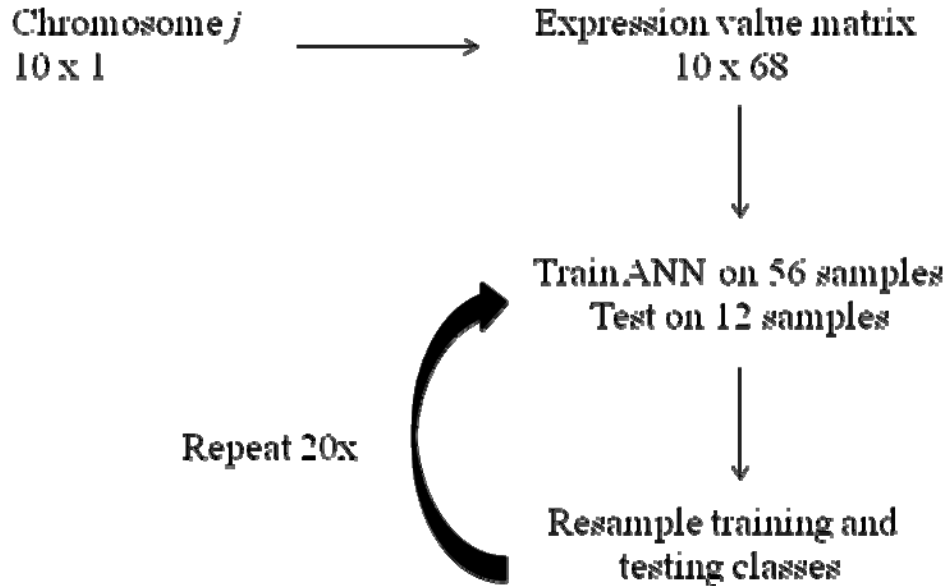 Chromosome j
10 x 1
Expression value matrix
10 x 68
Train ANN on 56 samples
Test on 12 samples
Repeat 20x
Resample training and
testing classes